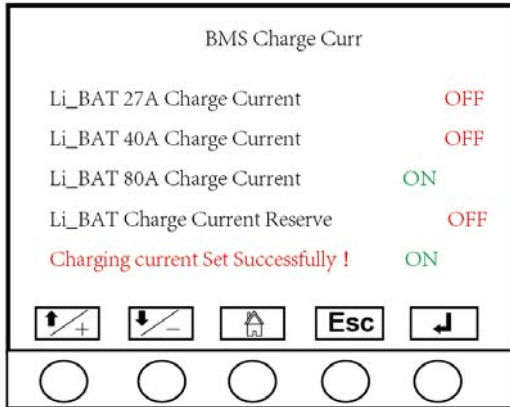 BMS Charge Curr
Li_BAT 27A Charge Current OFF
Li_BAT 40A Charge Current OFF
Li_BAT 80A Charge Current ON
Li_BAT Charge Current Reserve OFF
Charging current Set Successfully ! ON
⬆/+ ⬇/− Esc ↲